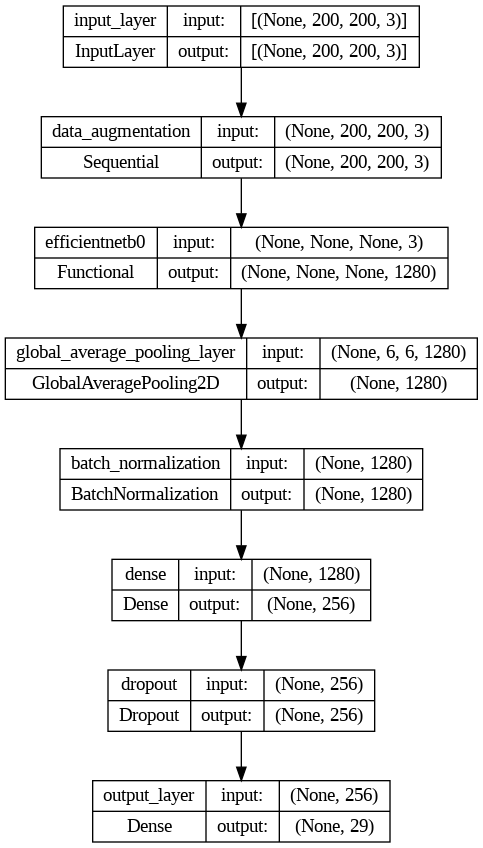 input_layer input: [(None, 200, 200, 3)]
InputLayer output: [(None, 200, 200, 3)]
data_augmentation input: (None, 200, 200, 3)
Sequential output: (None, 200, 200, 3)
efficientnetb0 input: (None, None, None, 3)
Functional output: (None, None, None, 1280)
global_average_pooling_layer input: (None, 6, 6, 1280)
GlobalAveragePooling2D output: (None, 1280)
batch_normalization input: (None, 1280)
BatchNormalization output: (None, 1280)
dense input: (None, 1280)
Dense output: (None, 256)
dropout input: (None, 256)
Dropout output: (None, 256)
output_layer input: (None, 256)
Dense output: (None, 29)